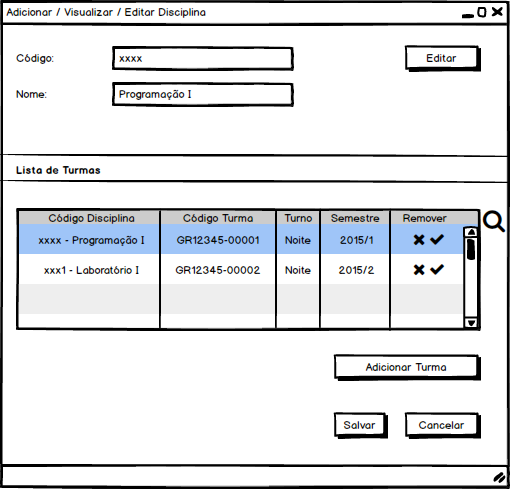 Adicionar / Visualizar / Editar Disciplina
Código: xxxx Editar
Nome: Programação I
Lista de Turmas
Código Disciplina Código Turma Turno Semestre Remover
xxxx - Programação I GR12345-00001 Noite 2015/1
xxx1 - Laboratório I GR12345-00002 Noite 2015/2
Adicionar Turma
Salvar Cancelar